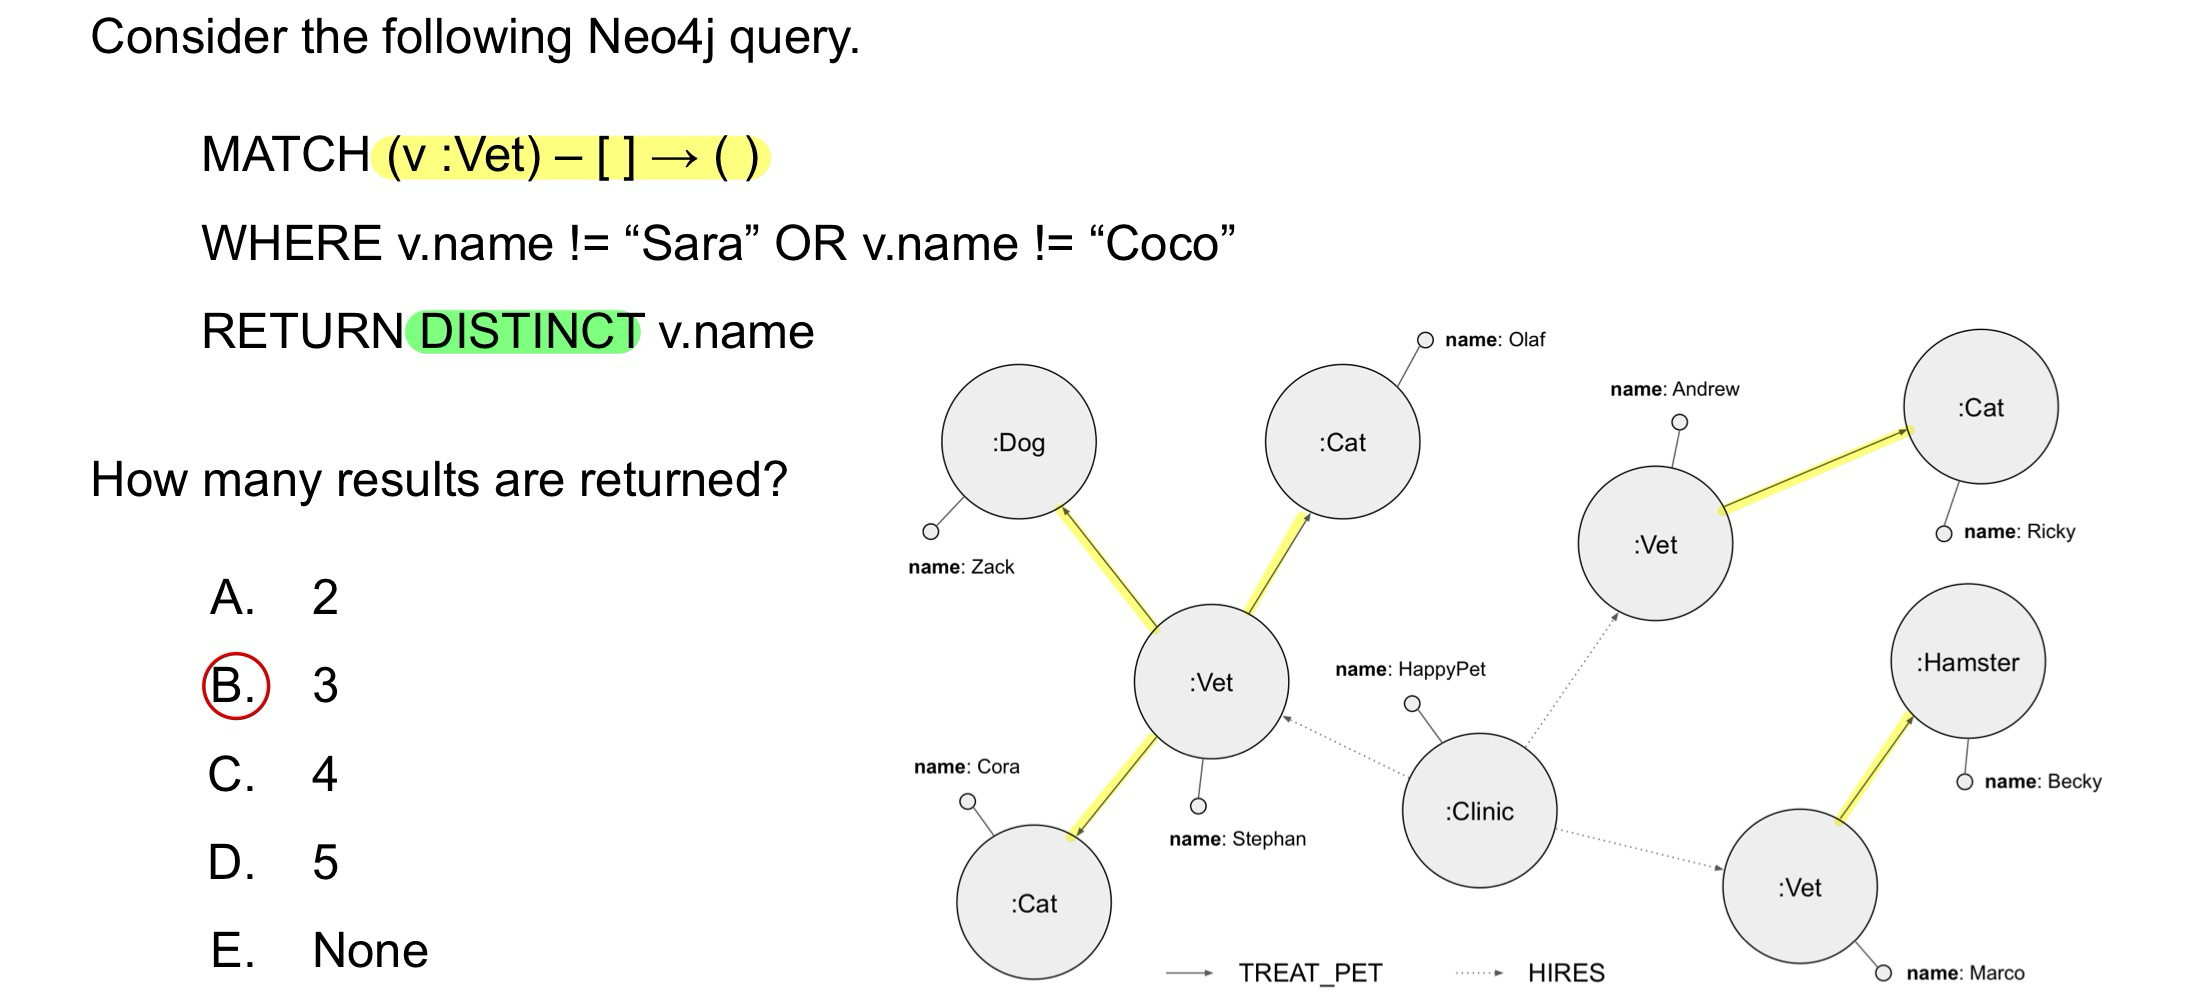 Consider the following Neo4j query.
MATCH (v :Vet) – [ ] → ( )
WHERE v.name != “Sara” OR v.name != “Coco”
RETURN DISTINCT v.name
How many results are returned?
A. 2
B. 3
C. 4
D. 5
E. None
name: Olaf
name: Andrew
:Dog
:Cat
:Cat
name: Zack
:Vet
name: Ricky
:Vet
name: HappyPet
:Hamster
name: Cora
name: Becky
:Clinic
name: Stephan
:Cat
:Vet
TREAT_PET
HIRES
name: Marco